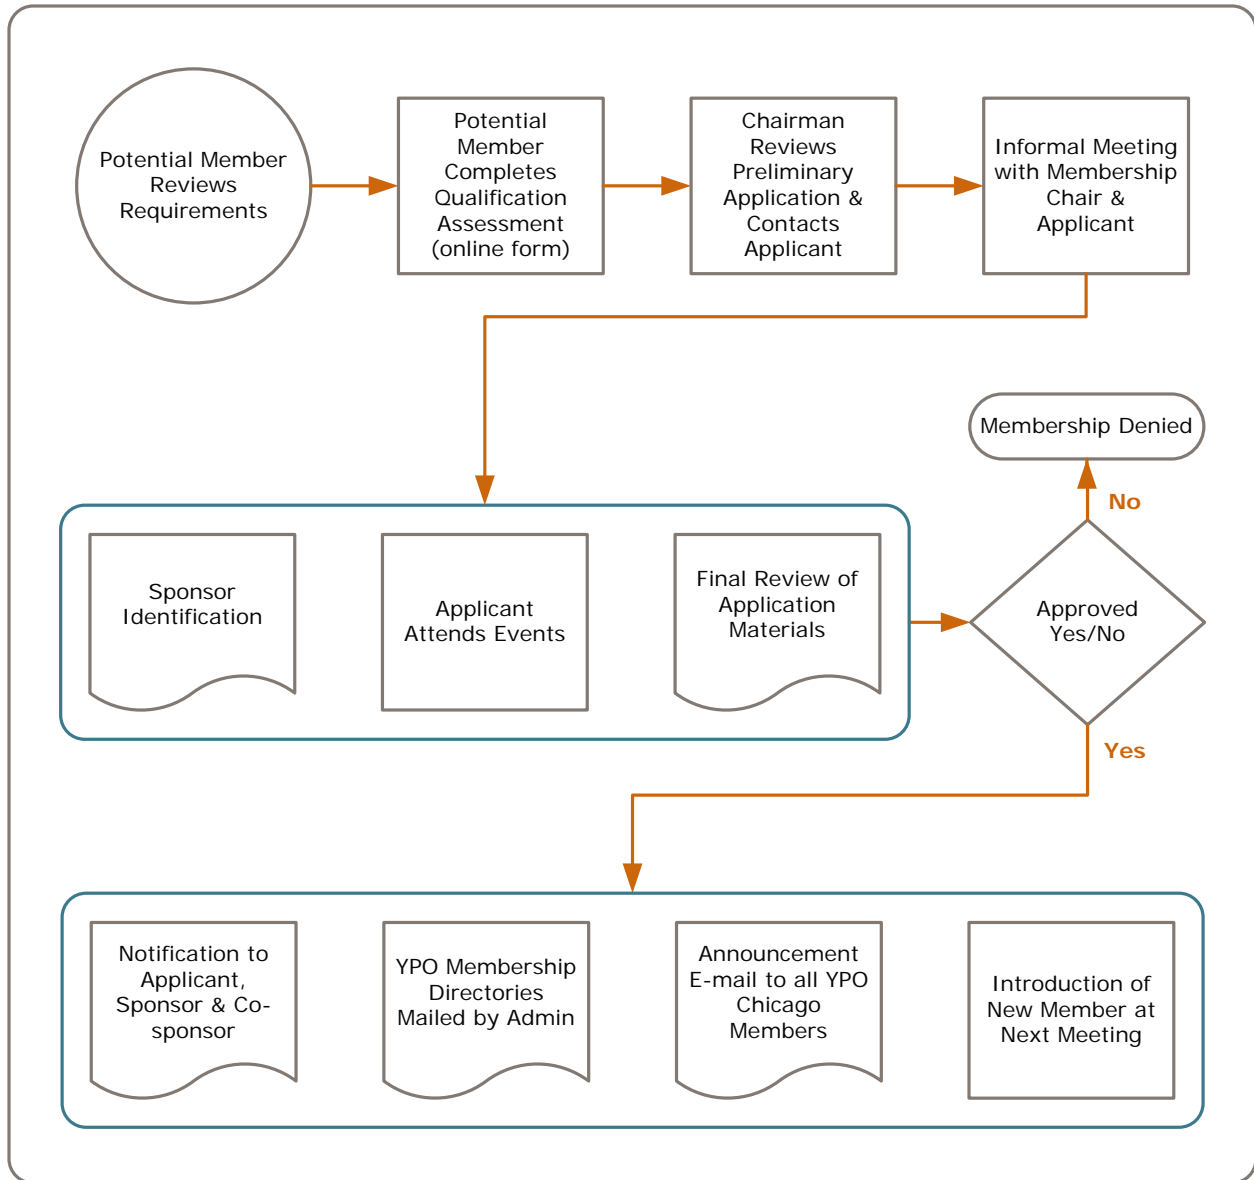 Potential Member
Reviews
Requirements
Potential
Member
Completes
Qualification
Assessment
(online form)
Chairman
Reviews
Preliminary
Application &
Contacts
Applicant
Informal Meeting
with Membership
Chair &
Applicant
Membership Denied
No
Sponsor
Identification
Applicant
Attends Events
Final Review of
Application
Materials
Approved
Yes/No
Yes
Notification to
Applicant,
Sponsor & Co-
sponsor
YPO Membership
Directories
Mailed by Admin
Announcement
E-mail to all YPO
Chicago
Members
Introduction of
New Member at
Next Meeting